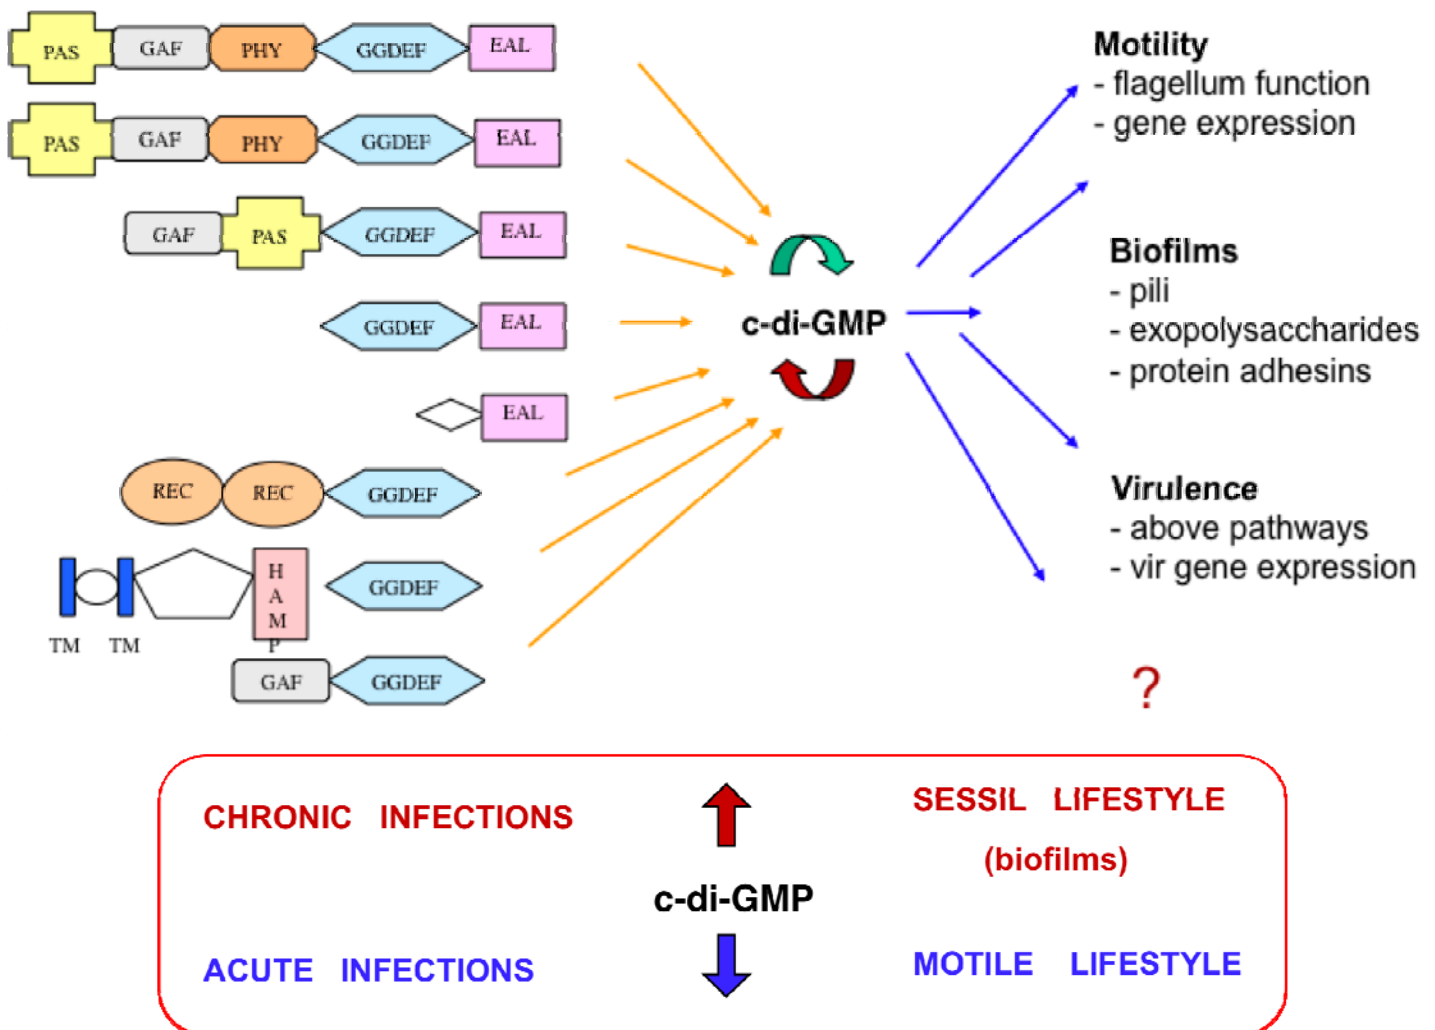 PAS GAF PHY GGDEF EAL
PAS GAF PHY GGDEF EAL
GAF PAS GGDEF EAL
GGDEF EAL
EAL
REC REC GGDEF
H
A
M
P
GGDEF
TM TM
GAF GGDEF
c-di-GMP
Motility
- flagellum function
- gene expression
Biofilms
- pili
- exopolysaccharides
- protein adhesins
Virulence
- above pathways
- vir gene expression
?
CHRONIC INFECTIONS
SESSIL LIFESTYLE
(biofilms)
c-di-GMP
ACUTE INFECTIONS
MOTILE LIFESTYLE